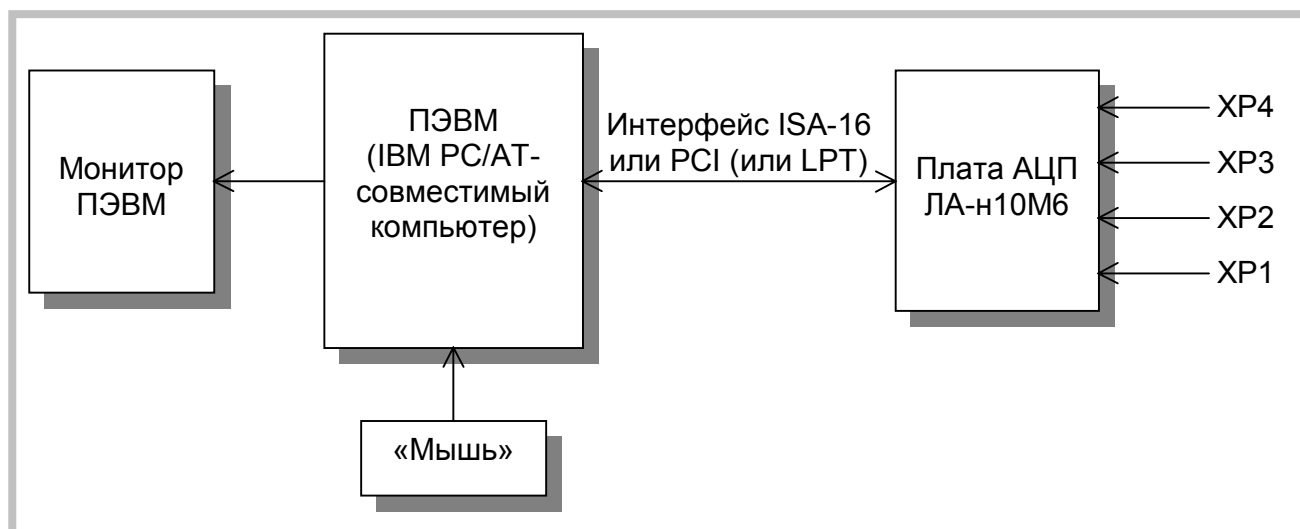 Монитор
ПЭВМ
ПЭВМ
(IBM PC/AT-
совместимый
компьютер)
Интерфейс ISA-16
или PCI (или LPT)
Плата АЦП
ЛА-н10М6
XP4
XP3
XP2
XP1
«Мышь»